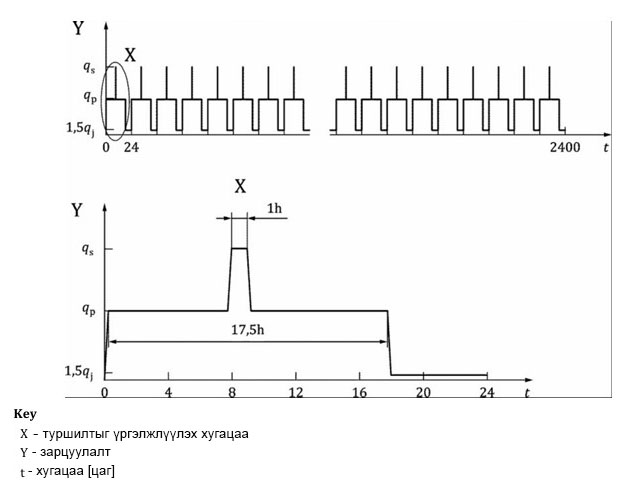 Y
X
qs
qp
1,5qj
0 24 2400 t
X
Y
1h
qs
qp
17,5h
1,5qj
0 4 8 12 16 20 24 t
Key
X - туршилтыг үргэлжлүүлэх хугацаа
Y - зарцуулалт
t - хугацаа [цаг]